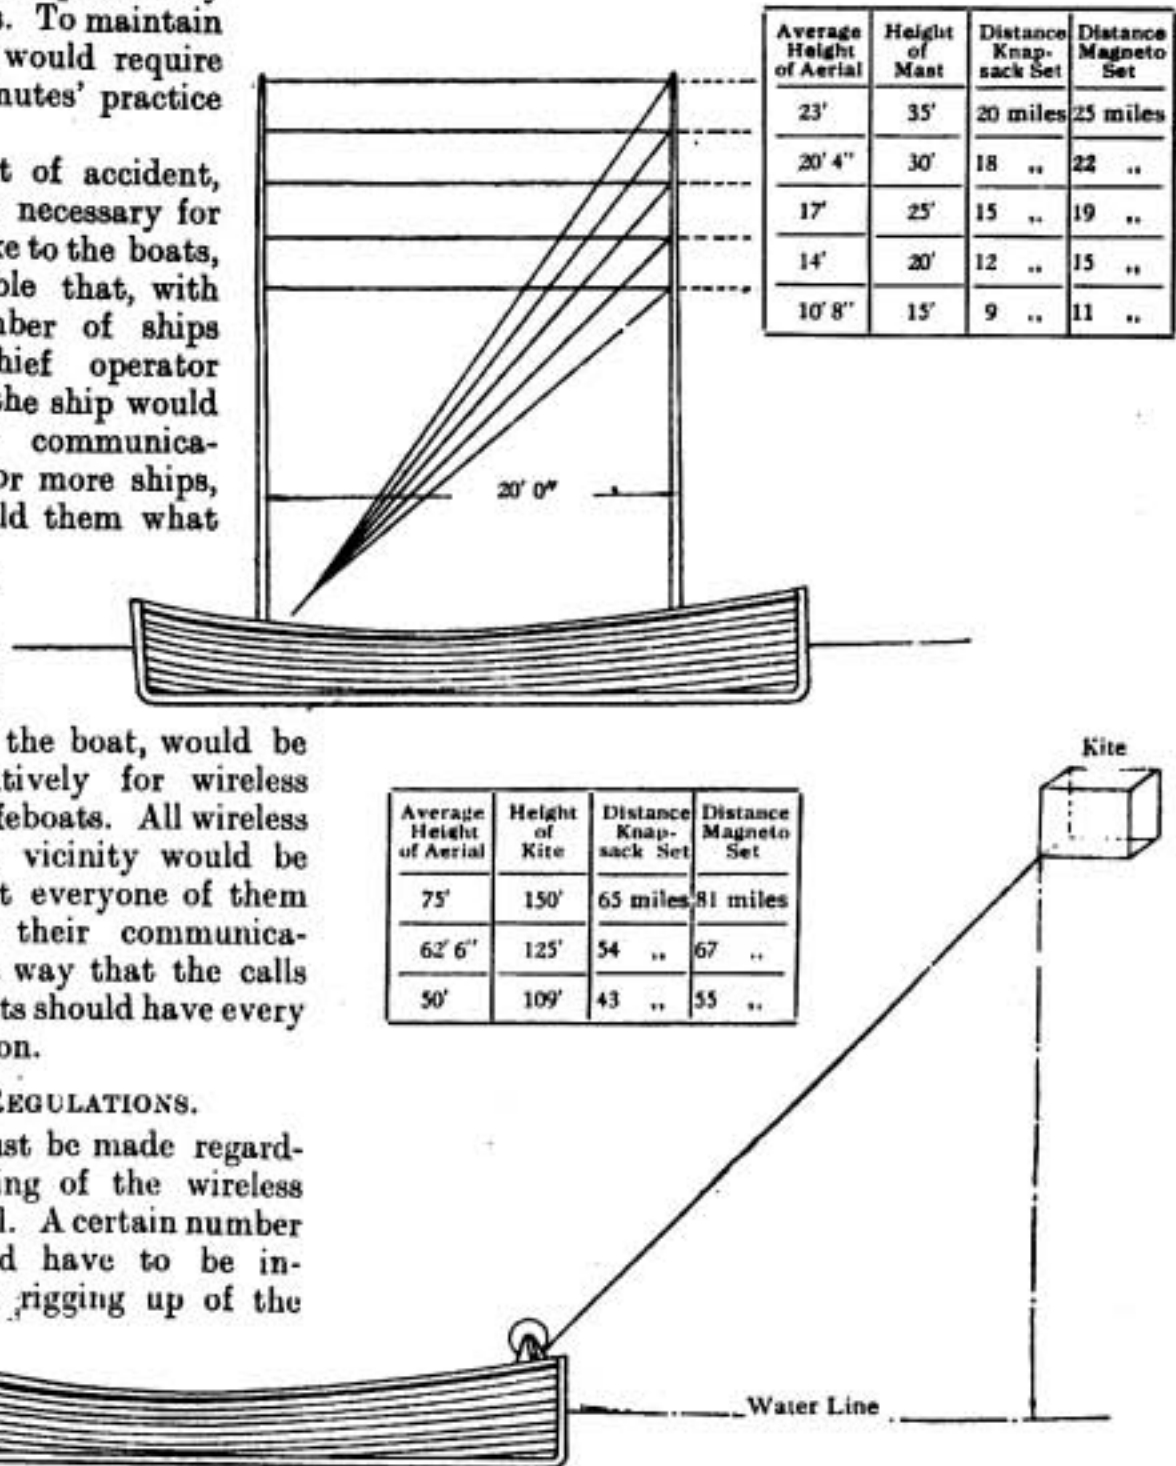 s. To maintain
would require
nutes' practice
t of accident,
necessary for
ke to the boats,
ble that, with
nber of ships
hief operator
the ship would
communica-
or more ships,
ld them what
Average Height of Aerial | Height of Mast | Distance Knap-sack Set | Distance Magneto Set
23' | 35' | 20 miles | 25 miles
20' 4" | 30' | 18 „ | 22 „
17' | 25' | 15 „ | 19 „
14' | 20' | 12 „ | 15 „
10' 8" | 15' | 9 „ | 11 „
20' 0"
the boat, would be
tively for wireless
feboats. All wireless
vicinity would be
t everyone of them
their communica-
way that the calls
ts should have every
on.
REGULATIONS.
ust be made regard-
ing of the wireless
l. A certain number
d have to be in-
rigging up of the
Average Height of Aerial | Height of Kite | Distance Knap-sack Set | Distance Magneto Set
75' | 150' | 65 miles | 81 miles
62' 6" | 125' | 54 „ | 67 „
50' | 109' | 43 „ | 55 „
Kite
Water Line